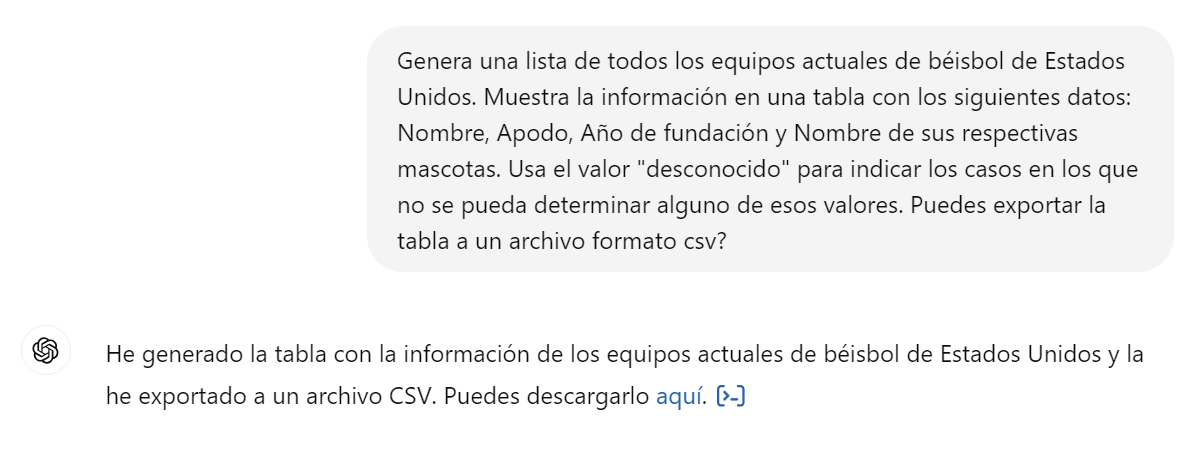 Genera una lista de todos los equipos actuales de béisbol de Estados
Unidos. Muestra la información en una tabla con los siguientes datos:
Nombre, Apodo, Año de fundación y Nombre de sus respectivas
mascotas. Usa el valor "desconocido" para indicar los casos en los que
no se pueda determinar alguno de esos valores. Puedes exportar la
tabla a un archivo formato csv?
He generado la tabla con la información de los equipos actuales de béisbol de Estados Unidos y la
he exportado a un archivo CSV. Puedes descargarlo aquí. [>-]